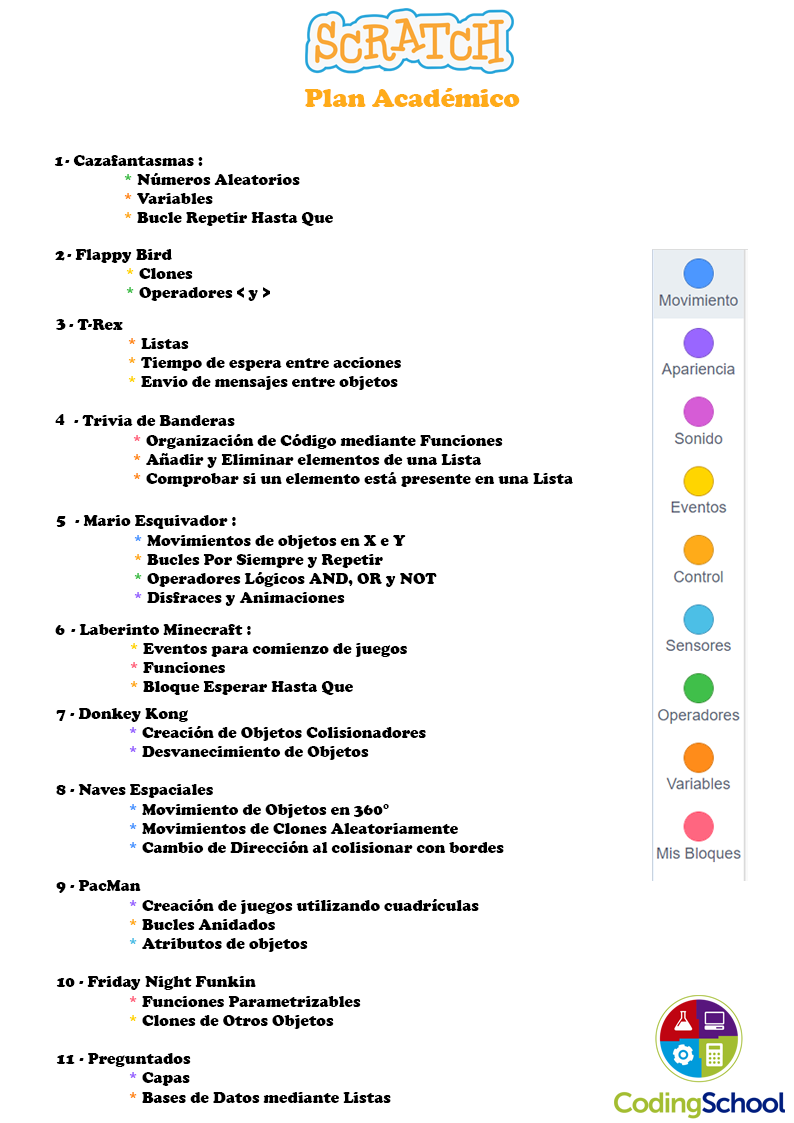 SCRATCH
Plan Académico
1- Cazafantasmas :
* Números Aleatorios
* Variables
* Bucle Repetir Hasta Que
2- Flappy Bird
* Clones
* Operadores < y >
3 - T-Rex
* Listas
* Tiempo de espera entre acciones
* Envio de mensajes entre objetos
4 - Trivia de Banderas
* Organización de Código mediante Funciones
* Añadir y Eliminar elementos de una Lista
* Comprobar si un elemento está presente en una Lista
5 - Mario Esquivador :
* Movimientos de objetos en X e Y
* Bucles Por Siempre y Repetir
* Operadores Lógicos AND, OR y NOT
* Disfraces y Animaciones
6 - Laberinto Minecraft :
* Eventos para comienzo de juegos
* Funciones
* Bloque Esperar Hasta Que
7 - Donkey Kong
* Creación de Objetos Colisionadores
* Desvanecimiento de Objetos
8 - Naves Espaciales
* Movimiento de Objetos en 360°
* Movimientos de Clones Aleatoriamente
* Cambio de Dirección al colisionar con bordes
9 - PacMan
* Creación de juegos utilizando cuadrículas
* Bucles Anidados
* Atributos de objetos
10 - Friday Night Funkin
* Funciones Parametrizables
* Clones de Otros Objetos
11 - Preguntados
* Capas
* Bases de Datos mediante Listas
Movimiento
Apariencia
Sonido
Eventos
Control
Sensores
Operadores
Variables
Mis Bloques
CodingSchool